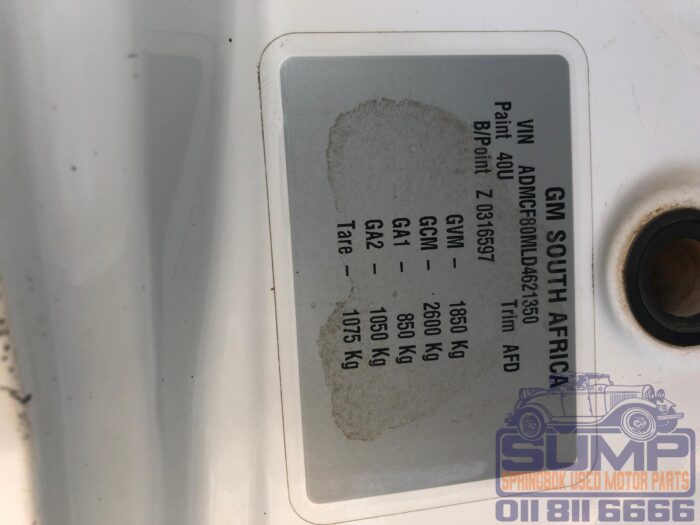 GM SOUTH AFRICA
VIN ADMCF80MLD4621350
Paint 40U Trim AFD
B/Point Z 0316597
GVM - 1850 Kg
GCM - 2600 Kg
GA1 - 850 Kg
GA2 - 1050 Kg
Tare - 1075 Kg
SUMP
SPRINGBOK USED MOTOR PARTS
011 811 6666